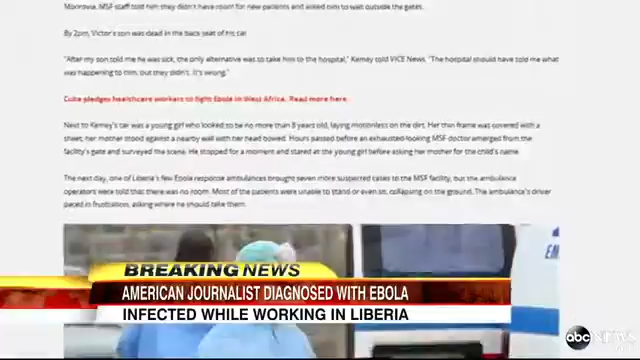 Monrovia, MSF staff told him they didn't have room for new patients and asked him to wait outside the gates.
By 2pm, Victor's son was dead in the back seat of his car.
"After my son told me he was sick, the only alternative was to take him to the hospital," Kemey told VICE News. "The hospital should have told me what
was happening to him, but they didn't. It's wrong."
Cuba pledges healthcare workers to fight Ebola in West Africa. Read more here.
Next to Kemey's car was a young girl who looked to be no more than 8 years old, laying motionless on the dirt. Her thin frame was covered with a
sheet; her mother stood against a nearby wall with her head bowed. Hours passed before an exhausted-looking MSF doctor emerged from the
facility's gate and surveyed the scene. He stopped for a moment and stared at the young girl before asking her mother for the child's name.
The next day, one of Liberia's few Ebola response ambulances brought seven more suspected cases to the MSF facility, but the ambulance
operators were told that there was no room. Most of the patients were unable to stand or even sit, collapsing on the ground. The ambulance's driver
paced in frustration, asking where he should take them.
EM
BREAKING NEWS
AMERICAN JOURNALIST DIAGNOSED WITH EBOLA
INFECTED WHILE WORKING IN LIBERIA
abc NEWS